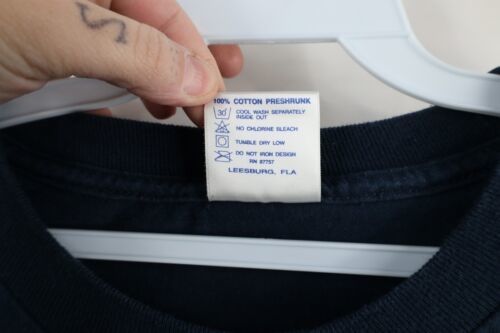 S
100% COTTON PRESHRUNK
30
COOL WASH SEPARATELY
INSIDE OUT
NO CHLORINE BLEACH
TUMBLE DRY LOW
DO NOT IRON DESIGN
RN 87757
LEESBURG, FLA